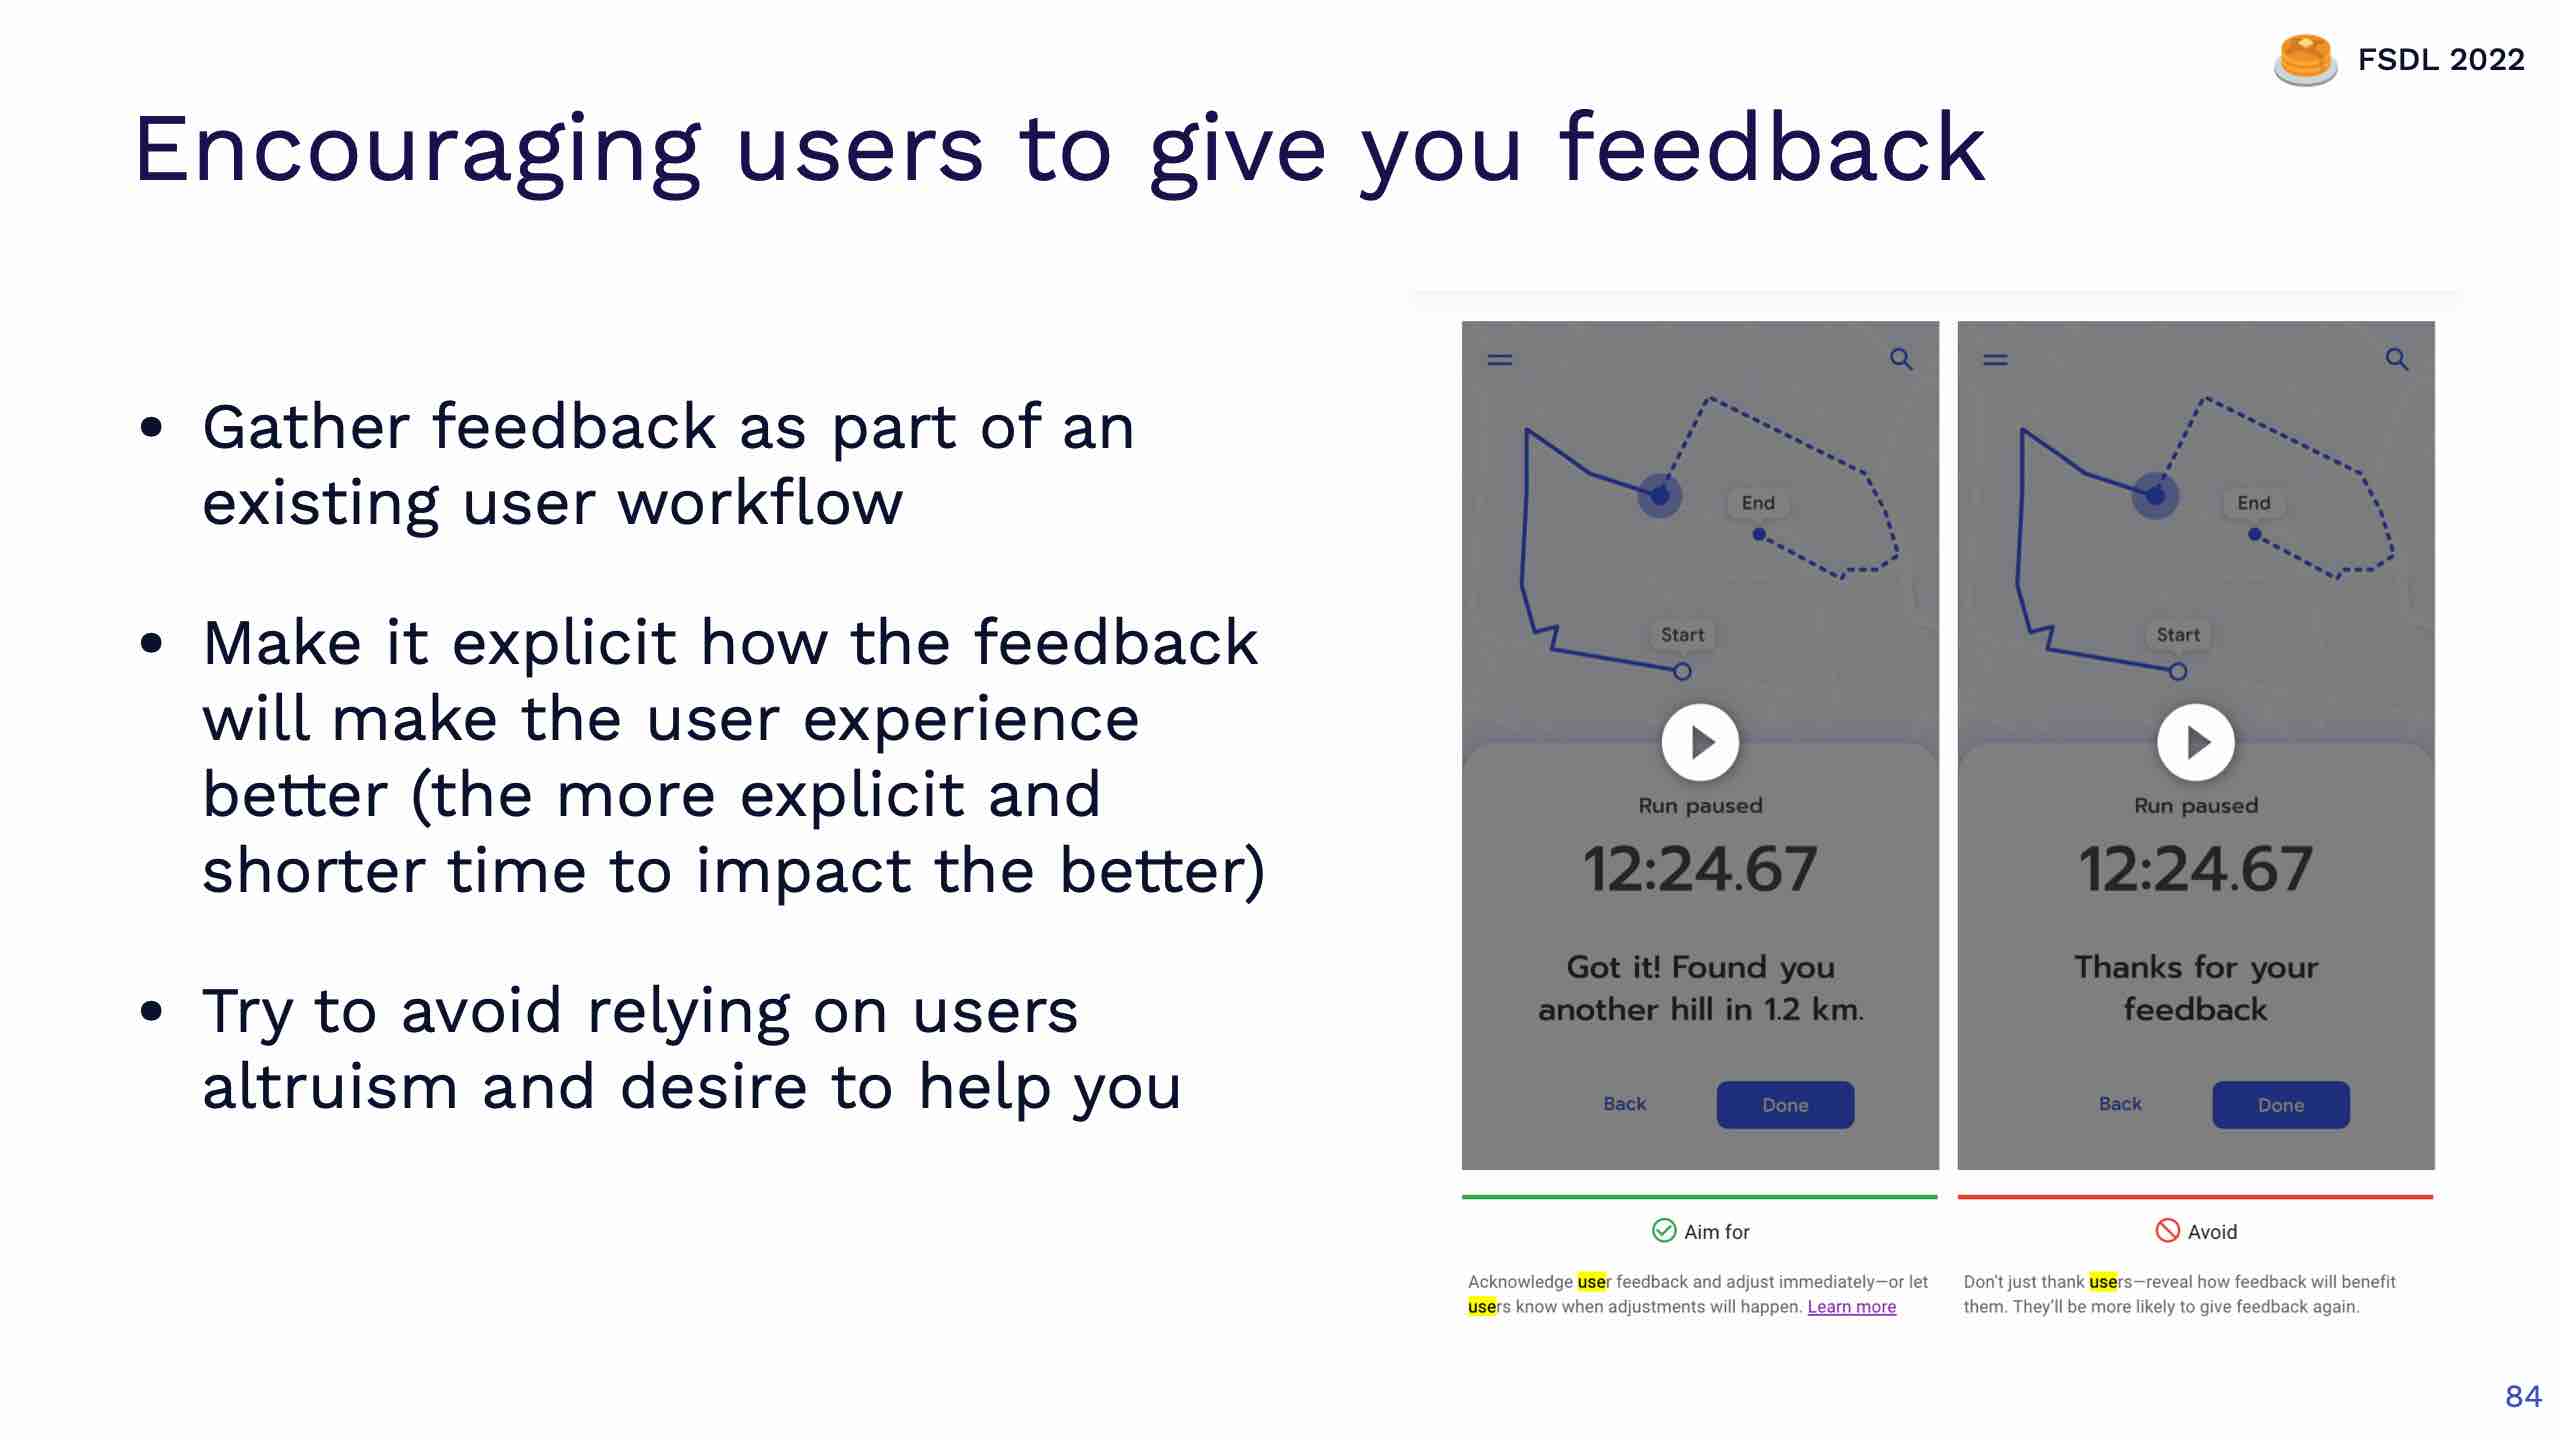 FSDL 2022
Encouraging users to give you feedback
• Gather feedback as part of an
existing user workflow
• Make it explicit how the feedback
will make the user experience
better (the more explicit and
shorter time to impact the better)
• Try to avoid relying on users
altruism and desire to help you
End
Start
Run paused
12:24.67
Got it! Found you
another hill in 1.2 km.
Back
Done
Aim for
Acknowledge user feedback and adjust immediately—or let
users know when adjustments will happen. Learn more
End
Start
Run paused
12:24.67
Thanks for your
feedback
Back
Done
Avoid
Don't just thank users—reveal how feedback will benefit
them. They'll be more likely to give feedback again.
84